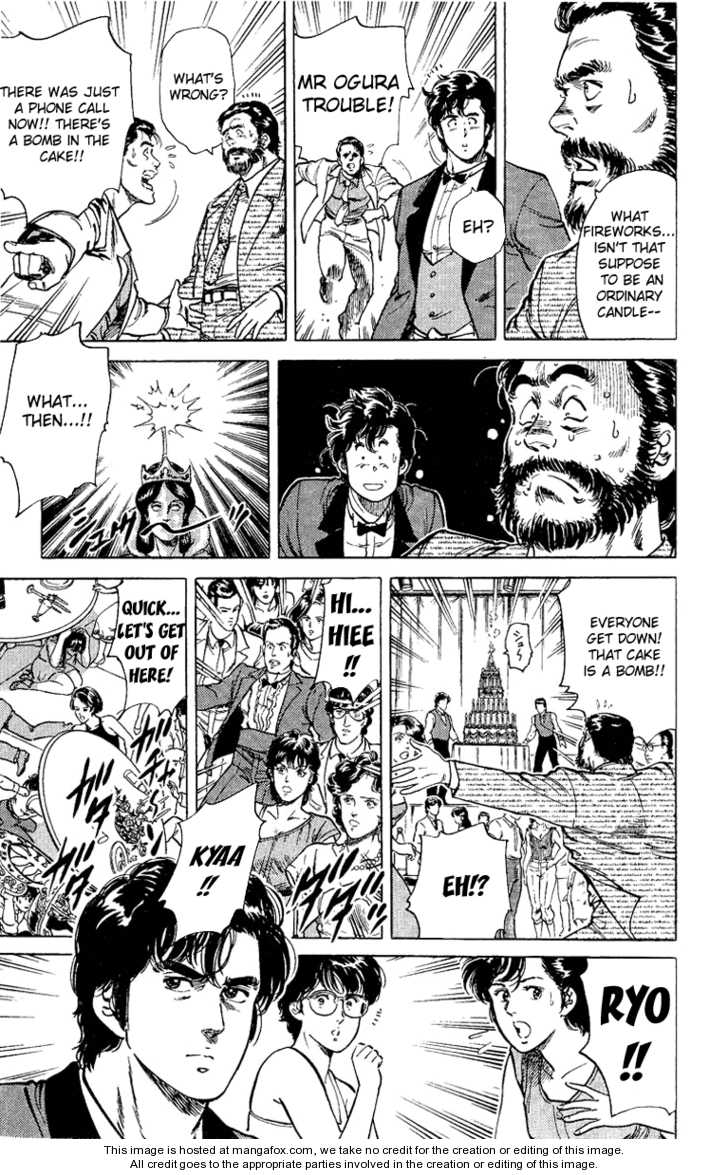 WHAT
FIREWORKS...
ISN'T THAT
SUPPOSE
TO BE AN
ORDINARY
CANDLE--
MR OGURA
TROUBLE!
EH?
WHAT'S
WRONG?
THERE WAS JUST
A PHONE CALL
NOW!! THERE'S
A BOMB IN THE
CAKE!!
WHAT...
THEN...!!
EVERYONE
GET DOWN!
THAT CAKE
IS A BOMB!!
EH!?
HI...
HIEE
!!
KYAA
!!
QUICK...
LET'S GET
OUT OF
HERE!
RYO
!!
This image is hosted at mangafox.com, we take no credit for the creation or editing of this image.
All credit goes to the appropriate parties involved in the creation or editing of this image.